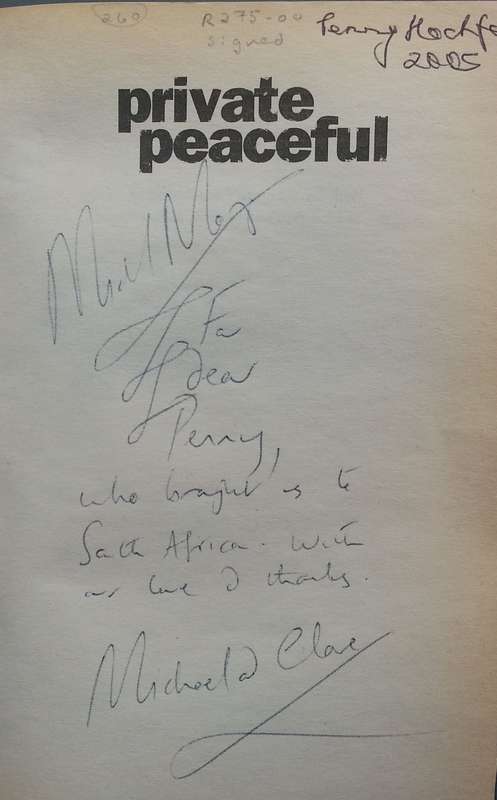 260
R275-00
signed
Penny
2005
private
peaceful
For
dear
Penny,
who brought us to
South Africa. With
our love & thanks.
Michael & Clare